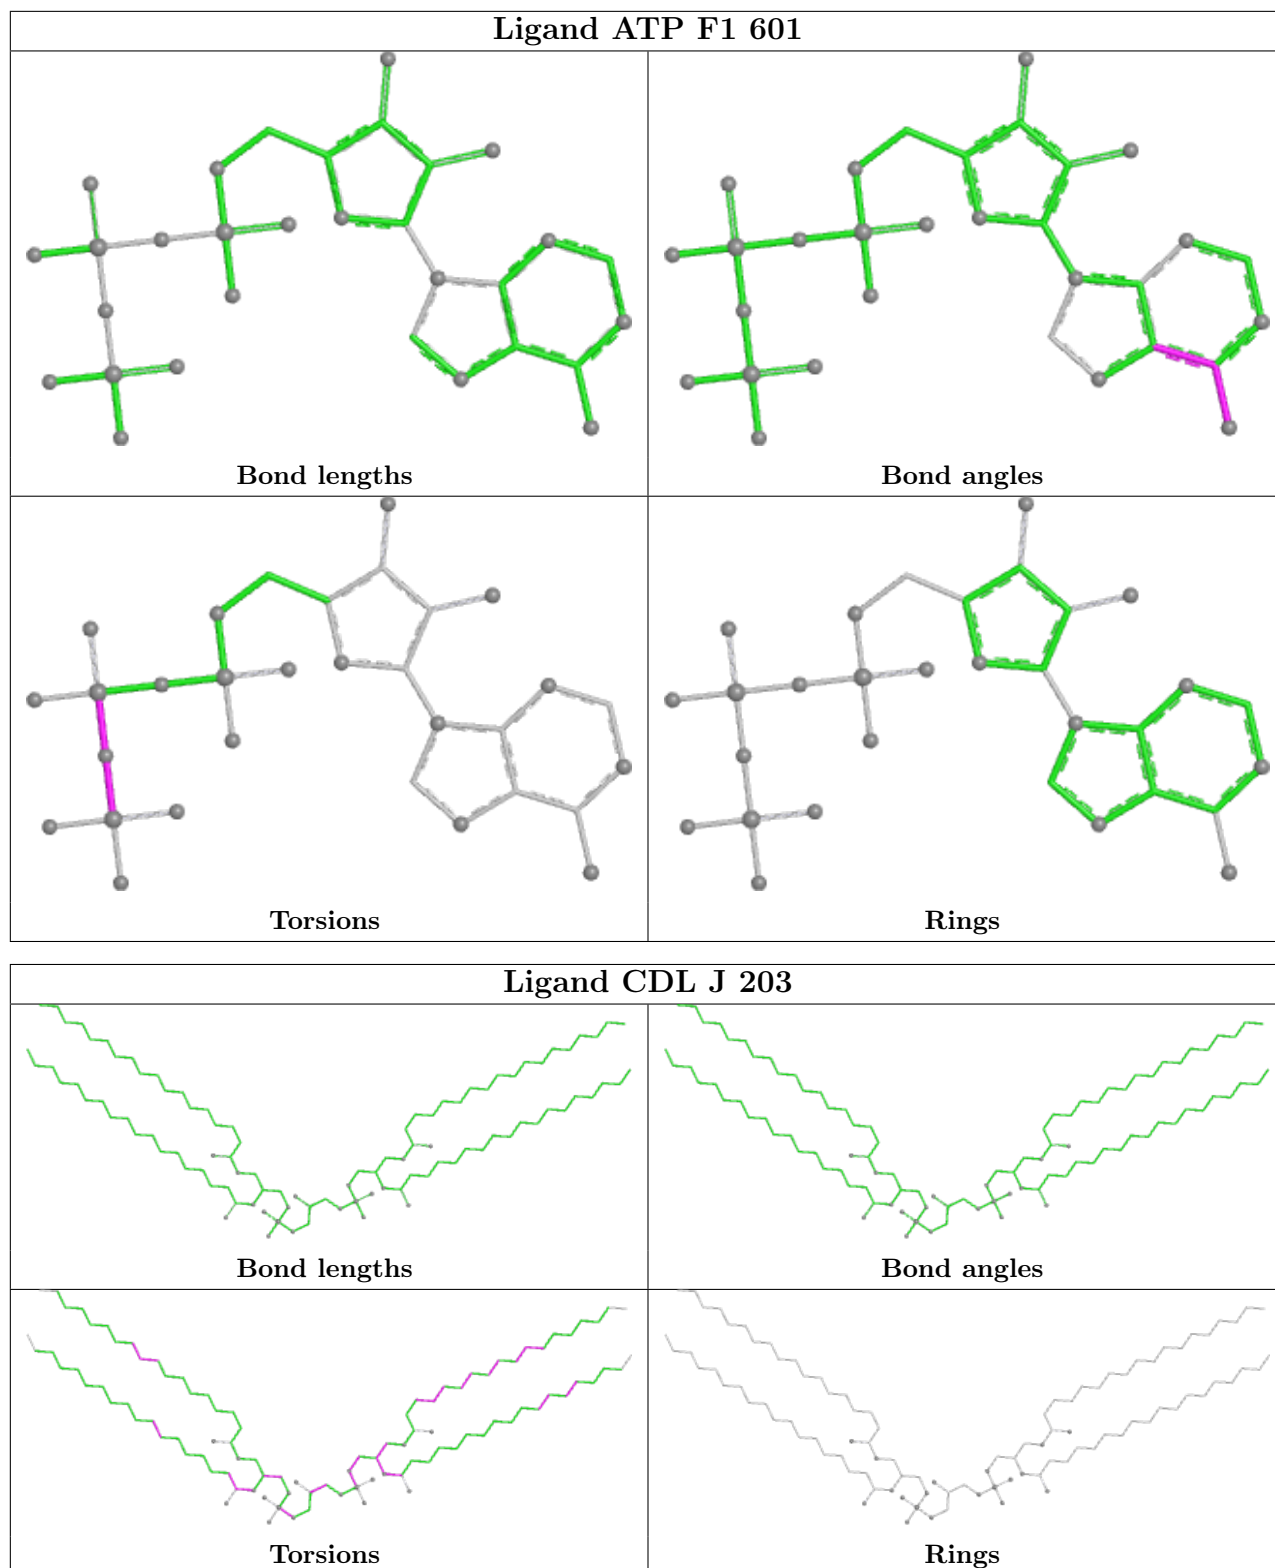 Ligand ATP F1 601
Bond lengths
Bond angles
Torsions
Rings
Ligand CDL J 203
Bond lengths
Bond angles
Torsions
Rings